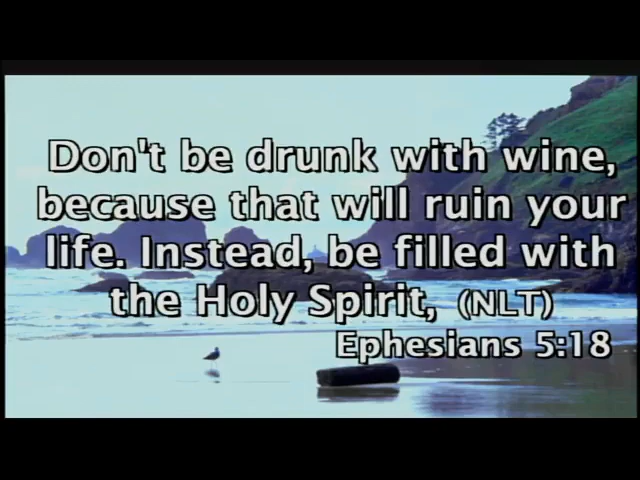 Don't be drunk with wine,
because that will ruin your
life. Instead, be filled with
the Holy Spirit, (NLT)
Ephesians 5:18